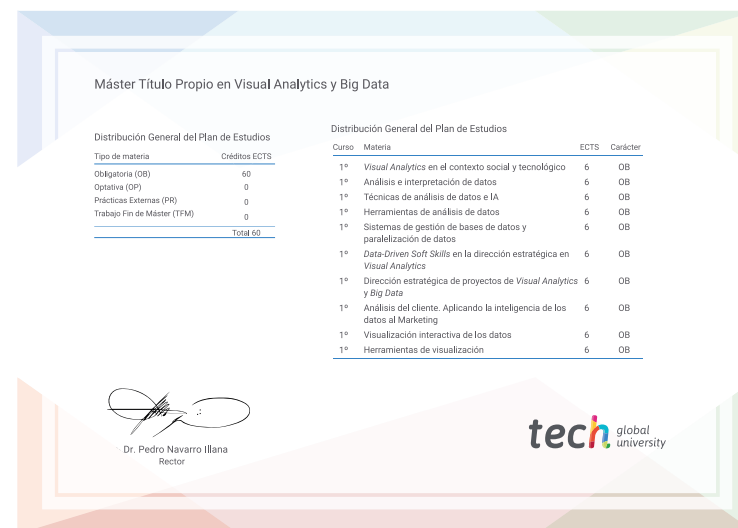 Máster Título Propio en Visual Analytics y Big Data
Distribución General del Plan de Estudios
Tipo de materia Créditos ECTS
Obligatoria (OB) 60
Optativa (OP) 0
Prácticas Externas (PR) 0
Trabajo Fin de Máster (TFM) 0
Total 60
Distribución General del Plan de Estudios
Curso Materia ECTS Carácter
1º Visual Analytics en el contexto social y tecnológico 6 OB
1º Análisis e interpretación de datos 6 OB
1º Técnicas de análisis de datos e IA 6 OB
1º Herramientas de análisis de datos 6 OB
1º Sistemas de gestión de bases de datos y 6 OB
paralelización de datos
1º Data-Driven Soft Skills en la dirección estratégica en 6 OB
Visual Analytics
1º Dirección estratégica de proyectos de Visual Analytics 6 OB
y Big Data
1º Análisis del cliente. Aplicando la inteligencia de los 6 OB
datos al Marketing
1º Visualización interactiva de los datos 6 OB
1º Herramientas de visualización 6 OB
Dr. Pedro Navarro Illana
Rector
tech global
university